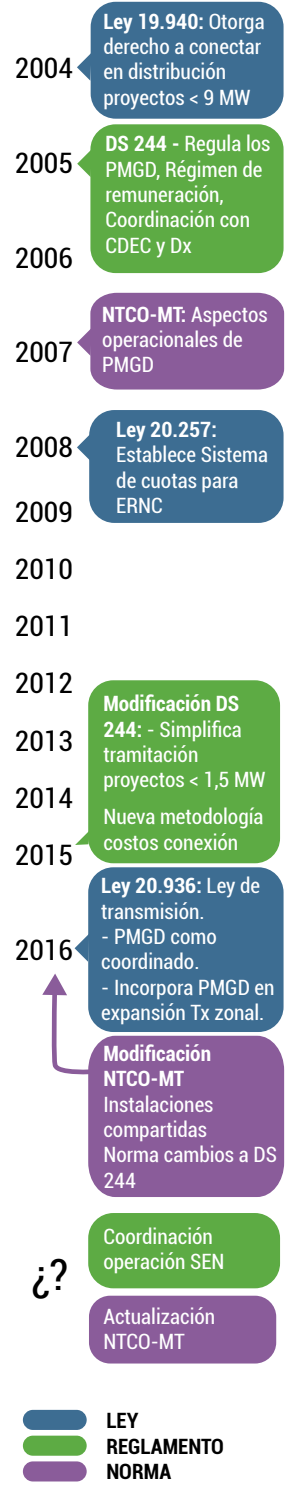 2004
Ley 19.940: Otorga
derecho a conectar
en distribución
proyectos < 9 MW
2005
DS 244 - Regula los
PMGD, Régimen de
remuneración,
Coordinación con
CDEC y Dx
2006
2007
NTCO-MT: Aspectos
operacionales de
PMGD
2008
Ley 20.257:
Establece Sistema
de cuotas para
ERNC
2009
2010
2011
2012
2013
2014
2015
Modificación DS
244: - Simplifica
tramitación
proyectos < 1,5 MW
Nueva metodología
costos conexión
2016
Ley 20.936: Ley de
transmisión.
- PMGD como
coordinado.
- Incorpora PMGD en
expansión Tx zonal.
Modificación
NTCO-MT
Instalaciones
compartidas
Norma cambios a DS
244
¿?
Coordinación
operación SEN
Actualización
NTCO-MT
LEY
REGLAMENTO
NORMA